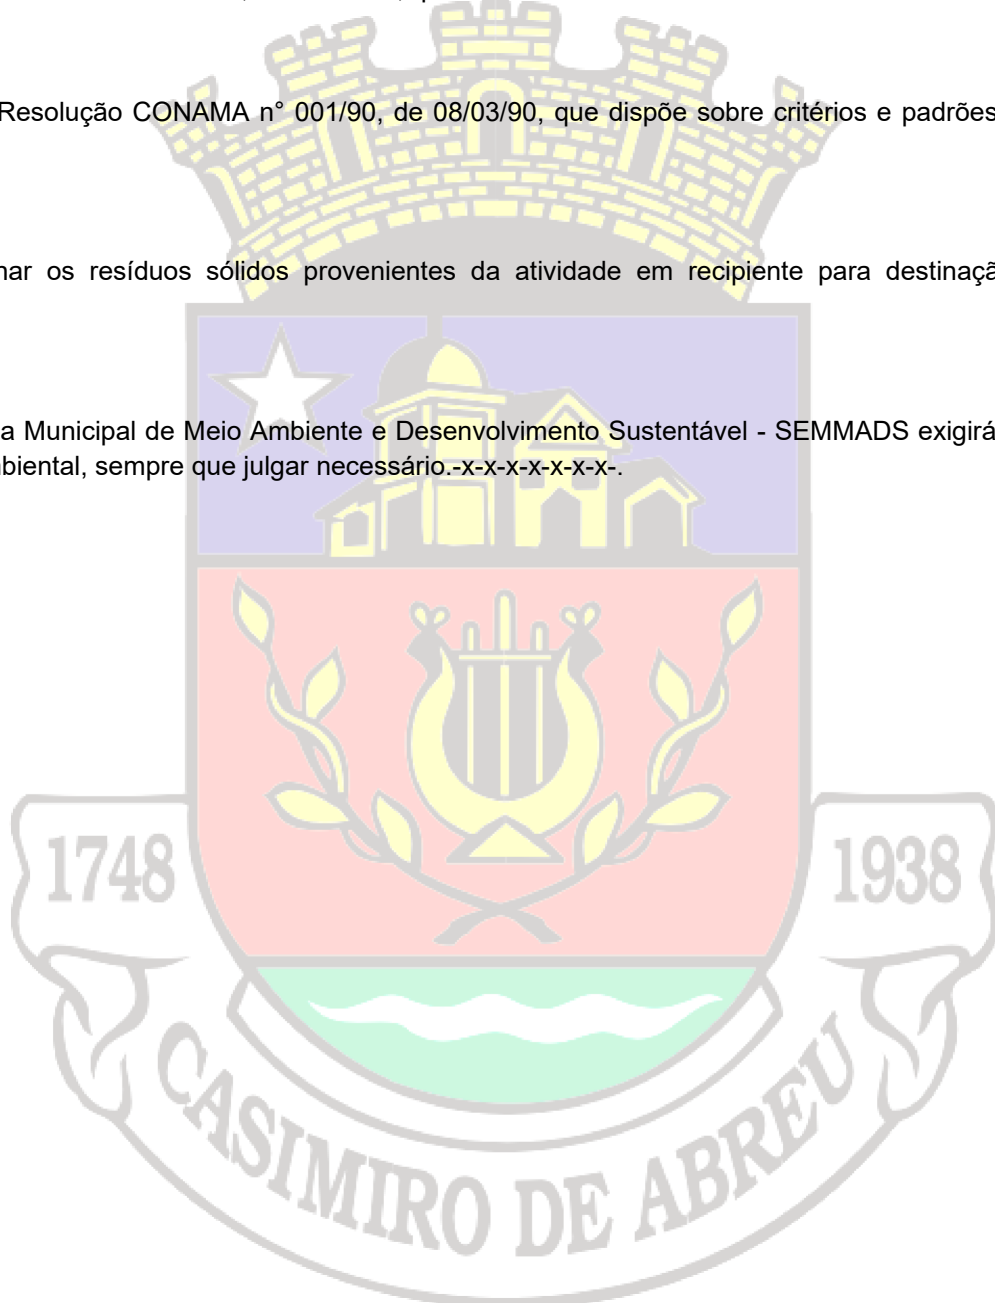 Resolução CONAMA n° 001/90, de 08/03/90, que dispõe sobre critérios e padrões
nar os resíduos sólidos provenientes da atividade em recipiente para destinaçã
a Municipal de Meio Ambiente e Desenvolvimento Sustentável - SEMMADS exigirá
mbiental, sempre que julgar necessário.-x-x-x-x-x-x-x-.
1748
1938
CASIMIRO DE ABREU